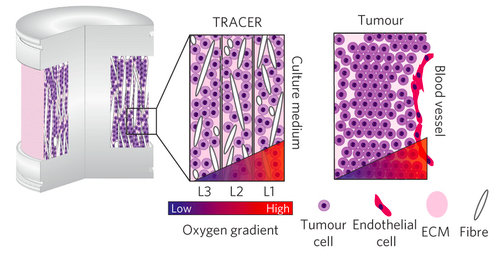 TRACER
Tumour
Culture medium
Blood vessel
L3 L2 L1
Low High
Oxygen gradient
Tumour
cell
Endothelial
cell
ECM
Fibre